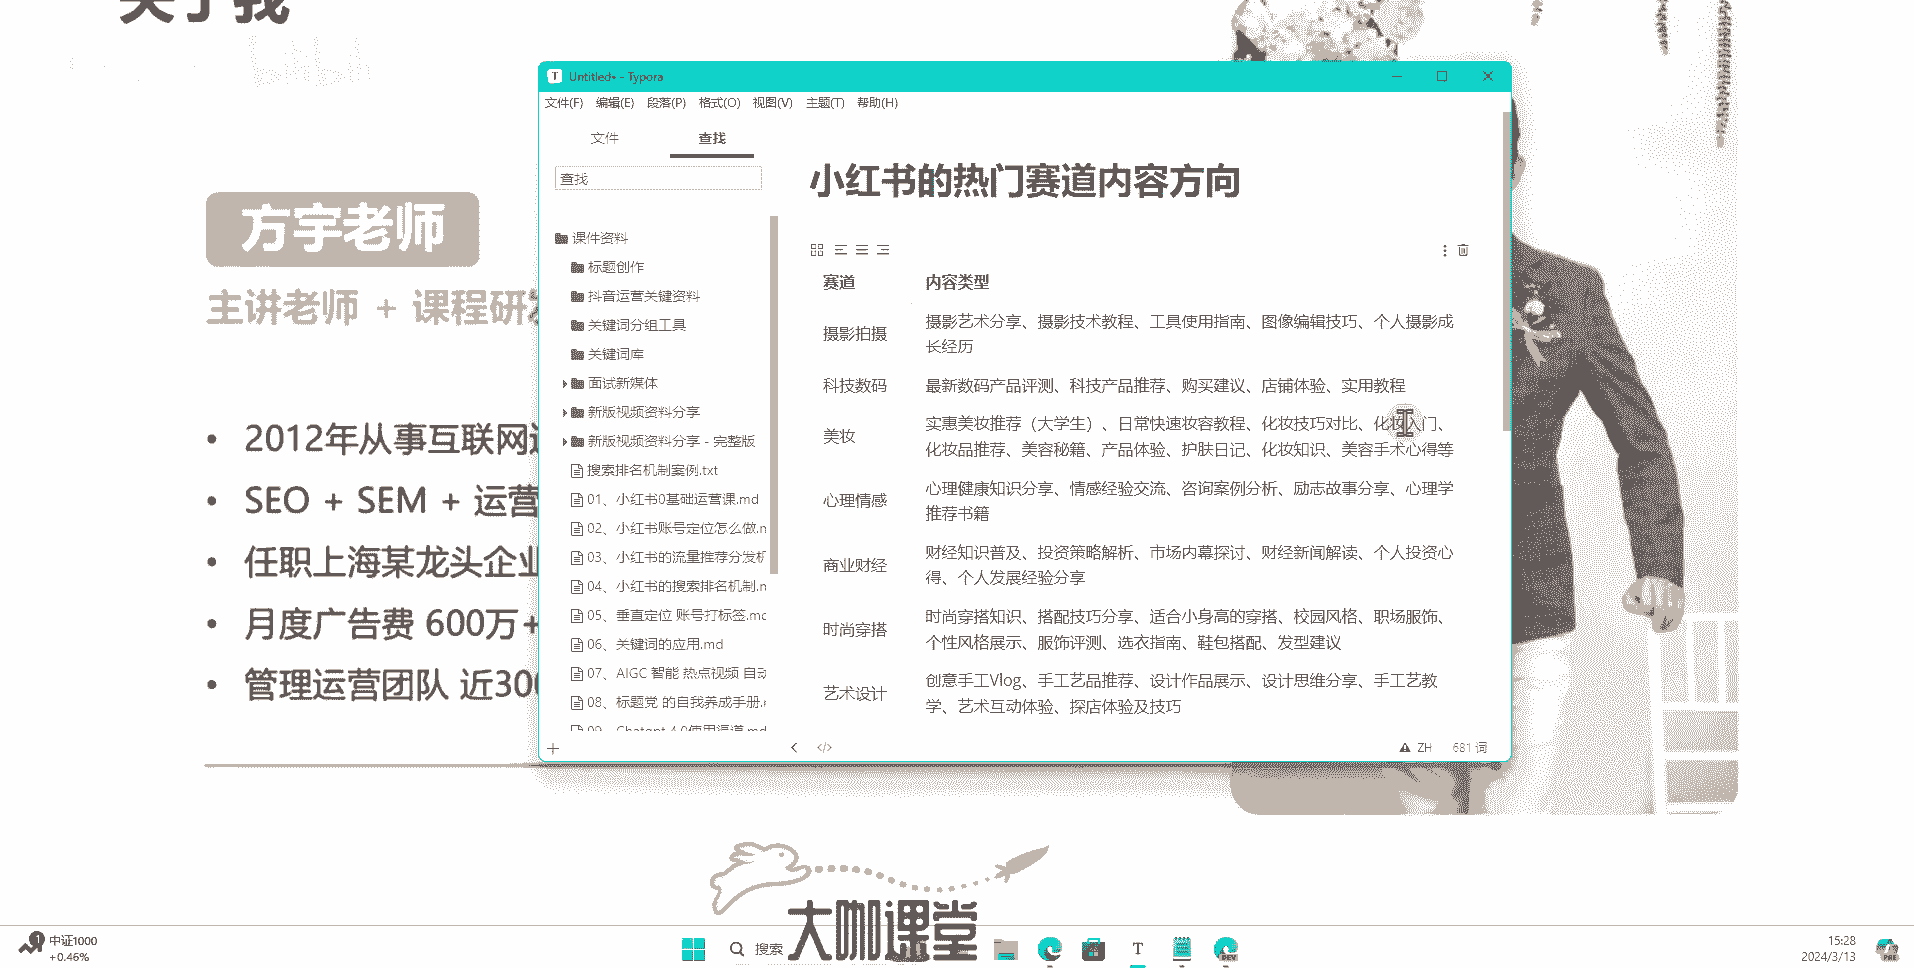 关于我
bilibili
方宇老师
主讲老师 + 课程研
• 2012年从事互联网
• SEO + SEM + 运营
• 任职上海某龙头企业
• 月度广告费 600万+
• 管理运营团队 近300
Untitled• - Typora
文件(F) 编辑(E) 段落(P) 格式(O) 视图(V) 主题(T) 帮助(H)
文件 查找
查找
课件资料
标题创作
抖音运营关键资料
关键词分组工具
关键词库
面试新媒体
新版视频资料分享
新版视频资料分享 - 完整版
搜索排名机制案例.txt
01、小红书0基础运营课.md
02、小红书账号定位怎么做.m
03、小红书的流量推荐分发机
04、小红书的搜索排名机制.m
05、垂直定位 账号打标签.mc
06、关键词的应用.md
07、AIGC 智能 热点视频 自动
08、标题党 的自我养成手册.
09、Chatgpt 4.0使用渠道.md
小红书的热门赛道内容方向
赛道 内容类型
摄影拍摄 摄影艺术分享、摄影技术教程、工具使用指南、图像编辑技巧、个人摄影成
长经历
科技数码 最新数码产品评测、科技产品推荐、购买建议、店铺体验、实用教程
美妆 实惠美妆推荐（大学生）、日常快速妆容教程、化妆技巧对比、化妆入门、
化妆品推荐、美容秘籍、产品体验、护肤日记、化妆知识、美容手术心得等
心理情感 心理健康知识分享、情感经验交流、咨询案例分析、励志故事分享、心理学
推荐书籍
商业财经 财经知识普及、投资策略解析、市场内幕探讨、财经新闻解读、个人投资心
得、个人发展经验分享
时尚穿搭 时尚穿搭知识、搭配技巧分享、适合小身高的穿搭、校园风格、职场服饰、
个性风格展示、服饰评测、选衣指南、鞋包搭配、发型建议
艺术设计 创意手工Vlog、手工艺品推荐、设计作品展示、设计思维分享、手工艺教
学、艺术互动体验、探店体验及技巧
</> ZH 681 词
大咖课堂
1 中证1000
+0.46%
搜索
T
DEV
15:28
2024/3/13
PRE